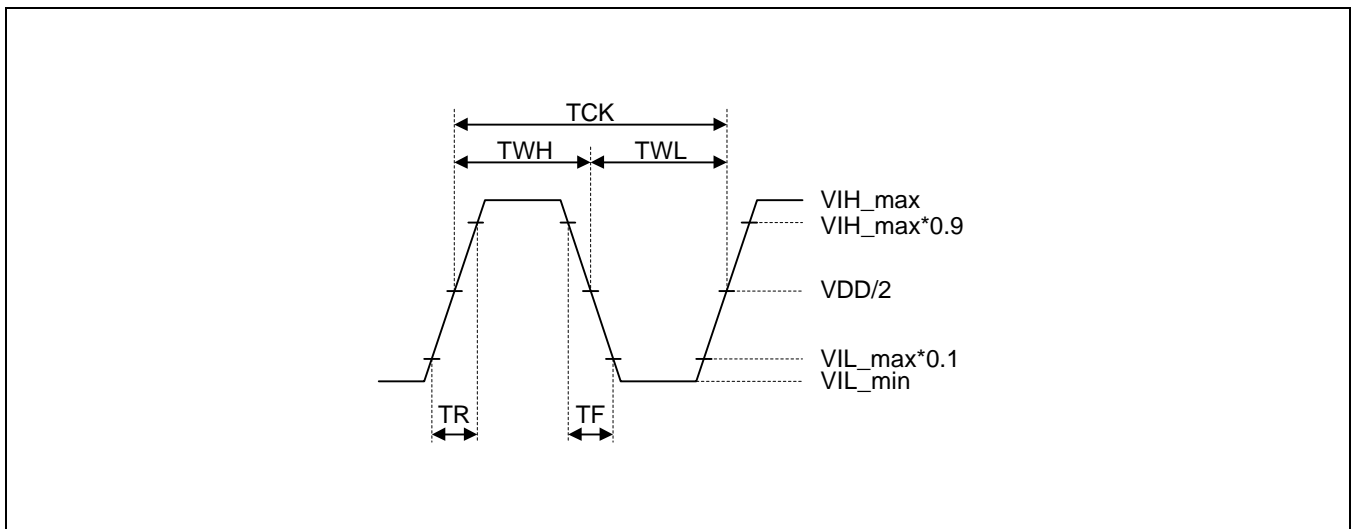 TCK
TWH TWL
VIH_max
VIH_max*0.9
VDD/2
VIL_max*0.1
VIL_min
TR TF